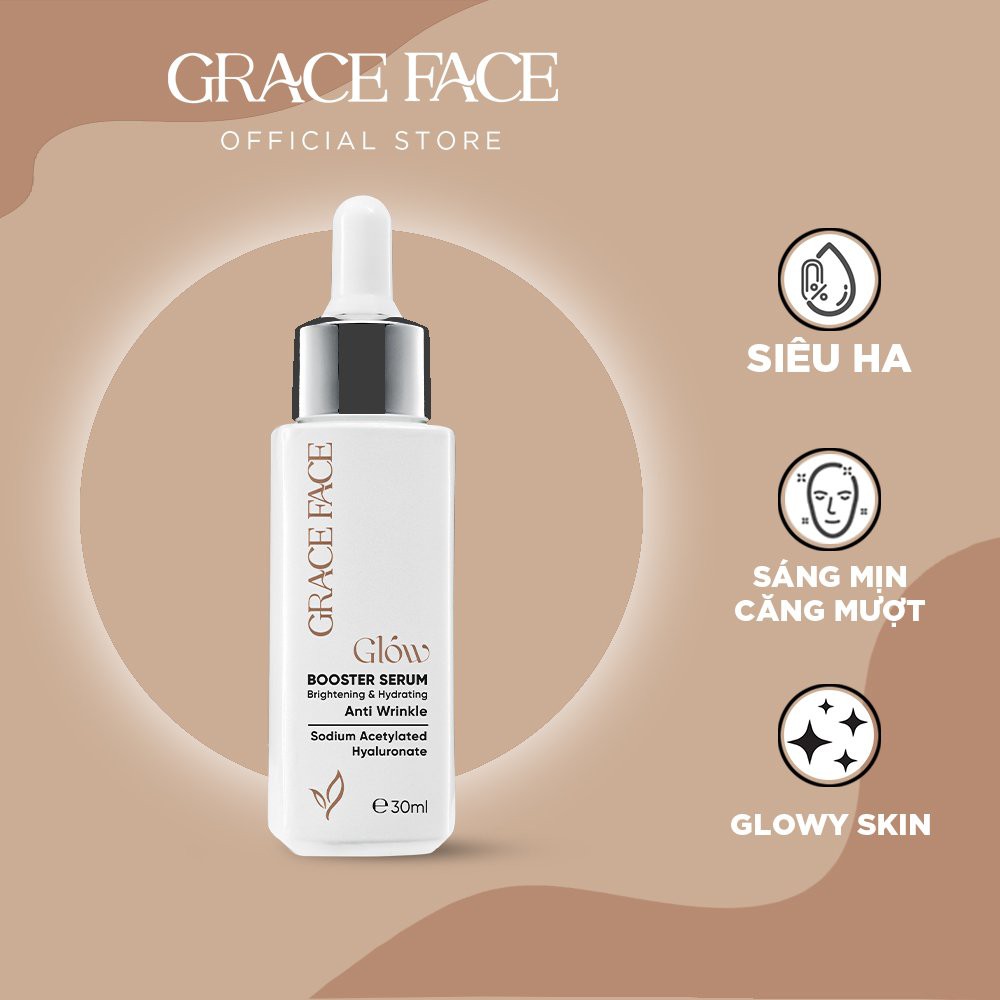 GRACE FACE
OFFICIAL STORE
GRACE FACE
Glow
BOOSTER SERUM
Brightening & Hydrating
Anti Wrinkle
Sodium Acetylated
Hyaluronate
℮30ml
SIÊU HA
SÁNG MỊN
CĂNG MƯỢT
GLOWY SKIN